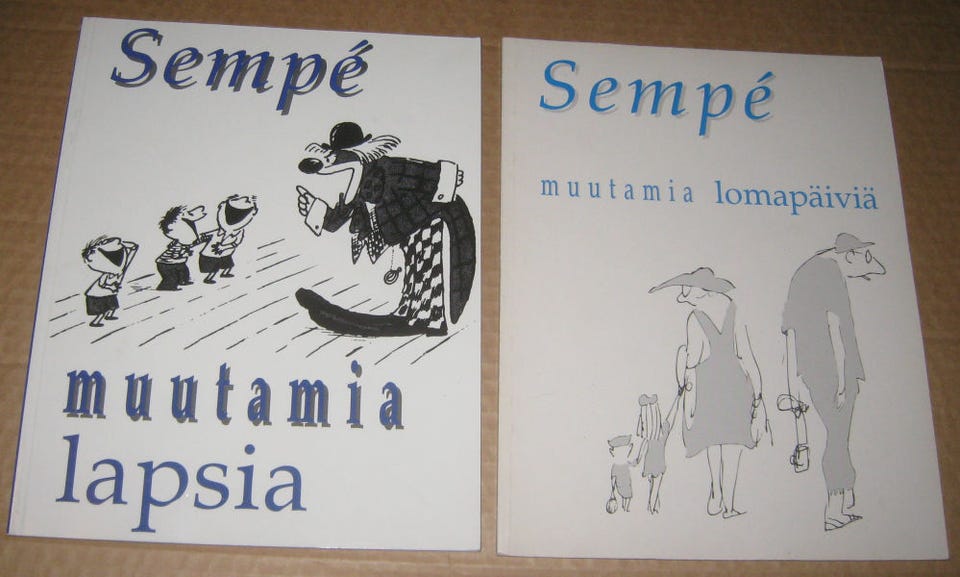 Sempé
muutamia
lapsia
Sempé
muutamia lomapäiviä